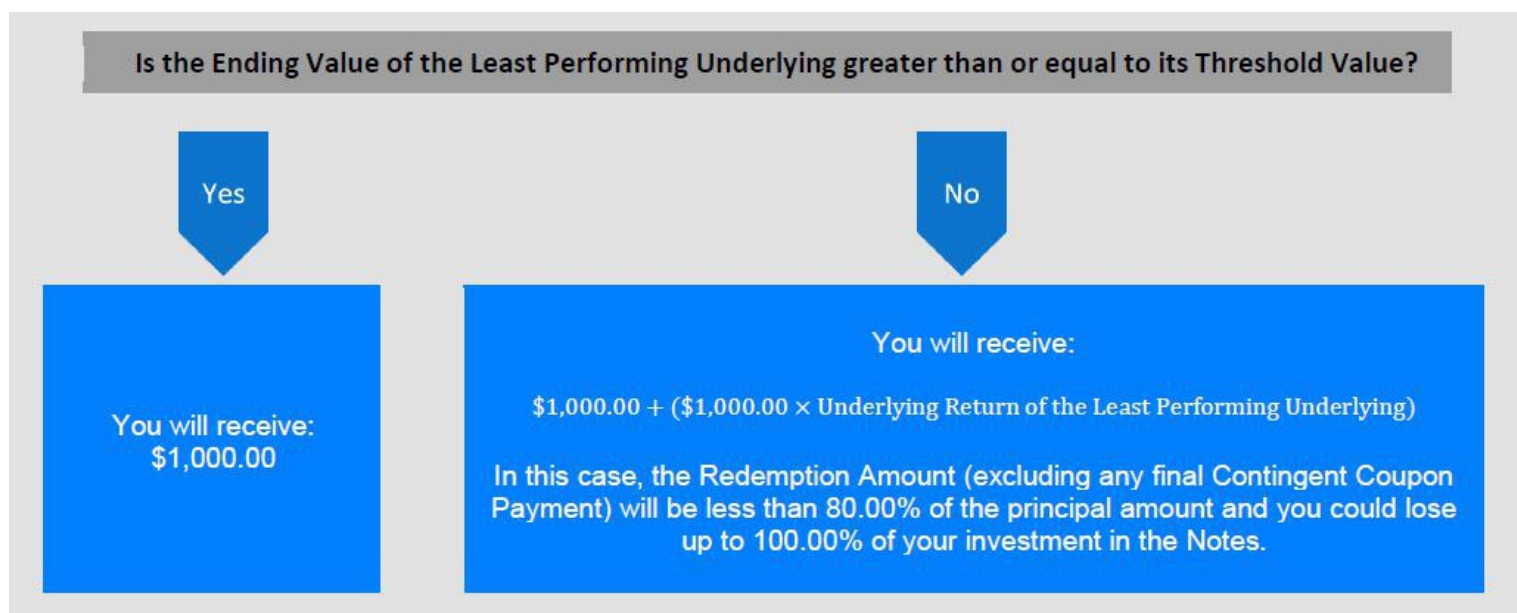 Is the Ending Value of the Least Performing Underlying greater than or equal to its Threshold Value?
Yes
No
You will receive:
$1,000.00
You will receive:
$1,000.00 + ($1,000.00 × Underlying Return of the Least Performing Underlying)
In this case, the Redemption Amount (excluding any final Contingent Coupon
Payment) will be less than 80.00% of the principal amount and you could lose
up to 100.00% of your investment in the Notes.